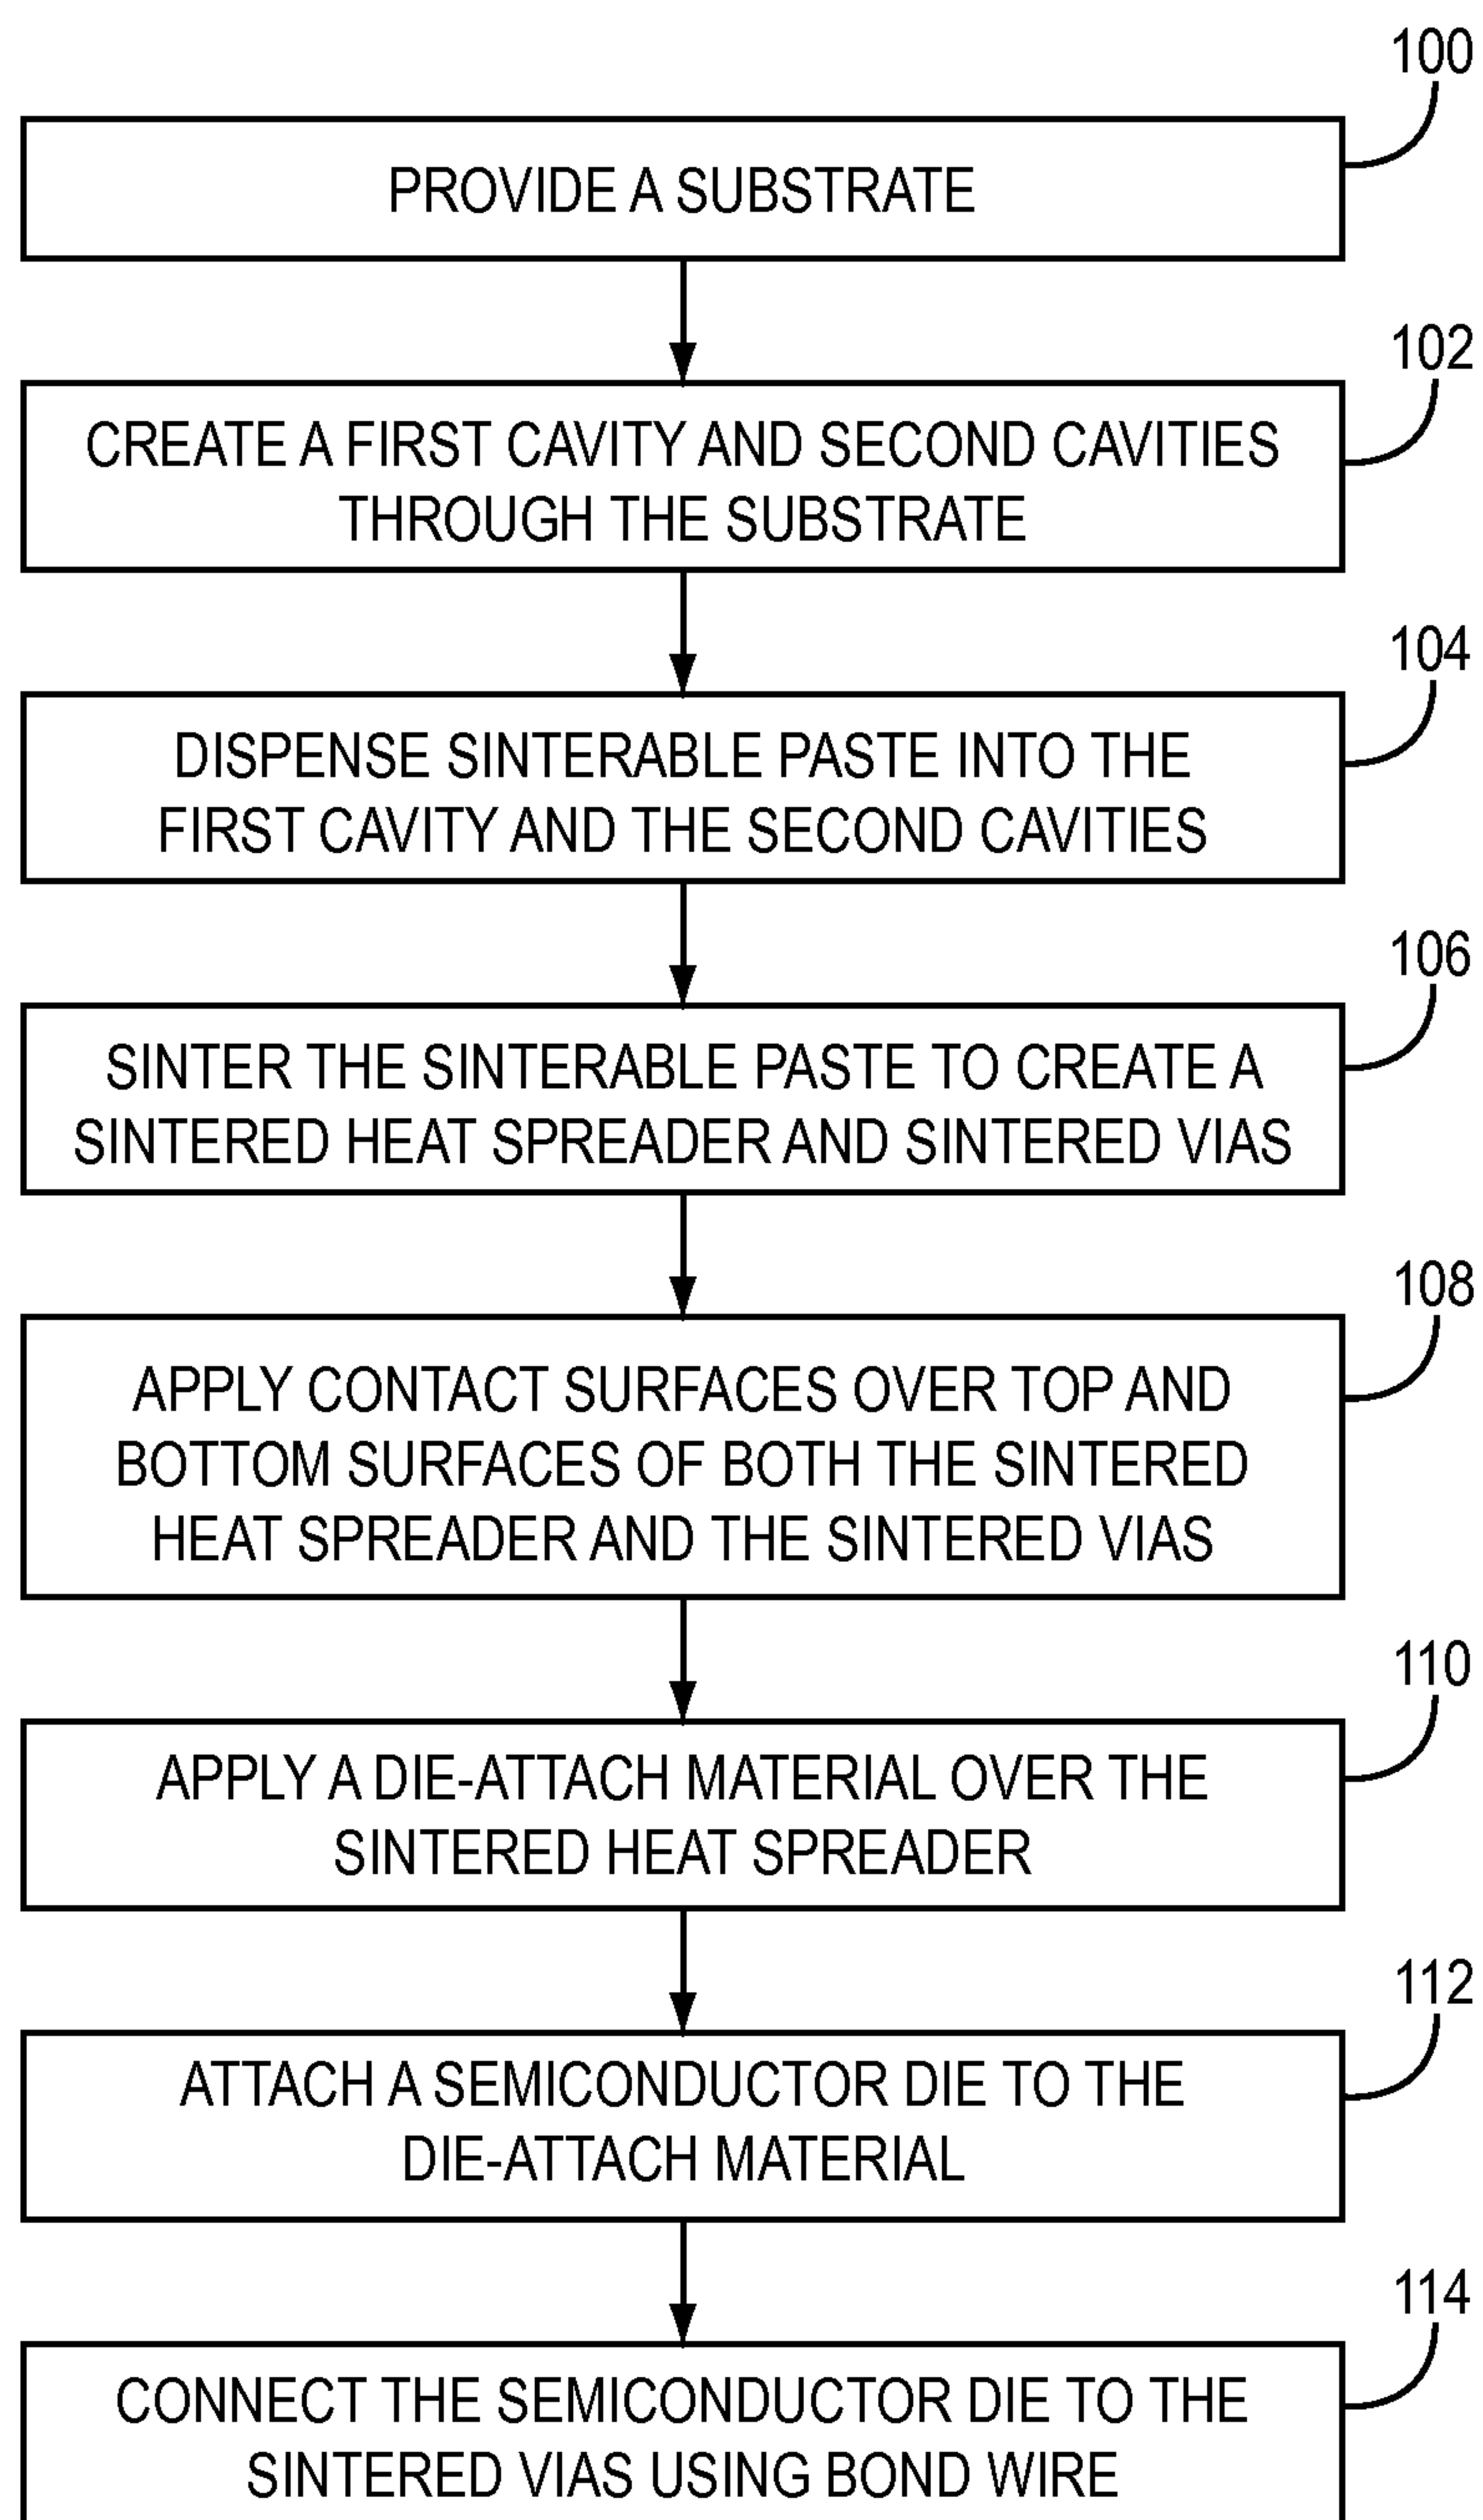 100
PROVIDE A SUBSTRATE
102
CREATE A FIRST CAVITY AND SECOND CAVITIES
THROUGH THE SUBSTRATE
104
DISPENSE SINTERABLE PASTE INTO THE
FIRST CAVITY AND THE SECOND CAVITIES
106
SINTER THE SINTERABLE PASTE TO CREATE A
SINTERED HEAT SPREADER AND SINTERED VIAS
108
APPLY CONTACT SURFACES OVER TOP AND
BOTTOM SURFACES OF BOTH THE SINTERED
HEAT SPREADER AND THE SINTERED VIAS
110
APPLY A DIE-ATTACH MATERIAL OVER THE
SINTERED HEAT SPREADER
112
ATTACH A SEMICONDUCTOR DIE TO THE
DIE-ATTACH MATERIAL
114
CONNECT THE SEMICONDUCTOR DIE TO THE
SINTERED VIAS USING BOND WIRE